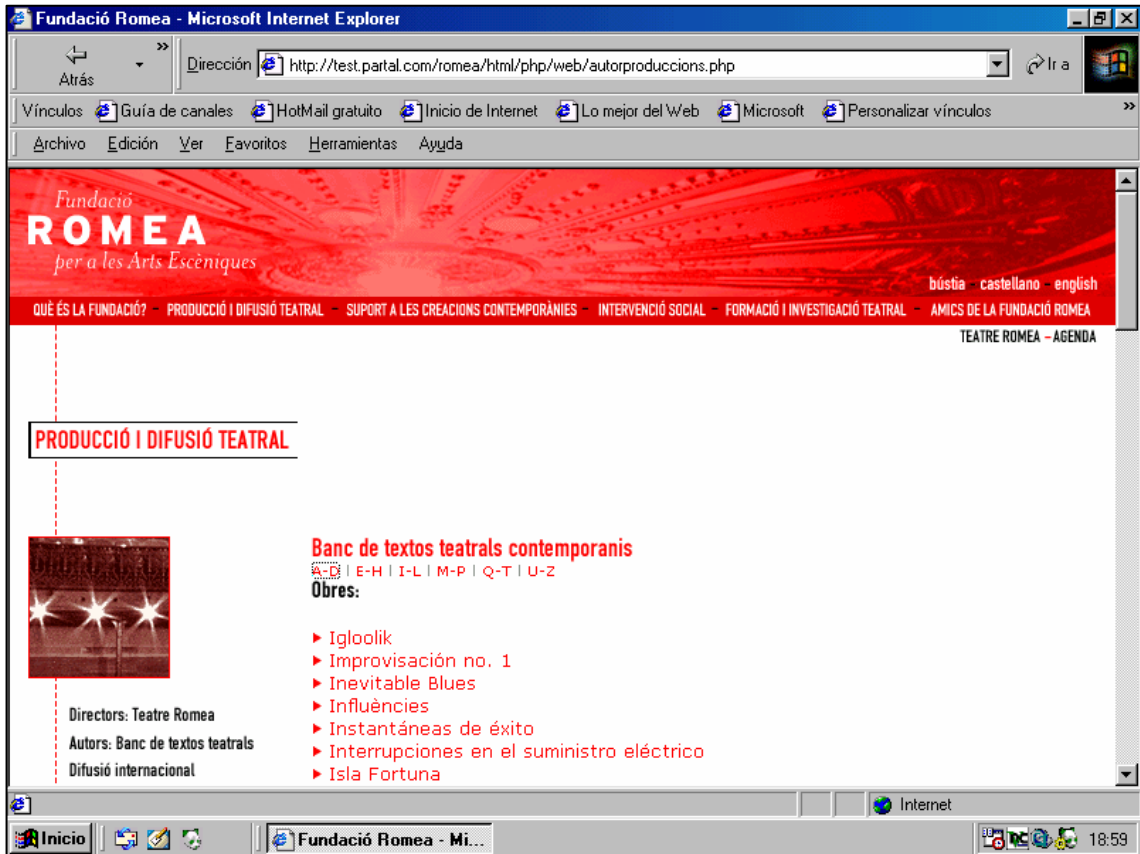 Fundació Romea - Microsoft Internet Explorer
Atrás
»
Dirección http://test.partal.com/romea/html/php/web/autorproduccions.php Ir a
Vínculos Guía de canales HotMail gratuito Inicio de Internet Lo mejor del Web Microsoft Personalizar vínculos »
Archivo Edición Ver Favoritos Herramientas Ayuda
Fundació
ROMEA
per a les Arts Escèniques
bústia - castellano - english
QUÈ ÉS LA FUNDACIÓ? - PRODUCCIÓ I DIFUSIÓ TEATRAL - SUPORT A LES CREACIONS CONTEMPORÀNIES - INTERVENCIÓ SOCIAL - FORMACIÓ I INVESTIGACIÓ TEATRAL - AMICS DE LA FUNDACIÓ ROMEA
TEATRE ROMEA – AGENDA
PRODUCCIÓ I DIFUSIÓ TEATRAL
Banc de textos teatrals contemporanis
A-D | E-H | I-L | M-P | Q-T | U-Z
Obres:
Igloolik
Improvisación no. 1
Inevitable Blues
Influències
Instantáneas de éxito
Interrupciones en el suministro eléctrico
Isla Fortuna
Directors: Teatre Romea
Autors: Banc de textos teatrals
Difusió internacional
Internet
Inicio Fundació Romea - Mi... 18:59